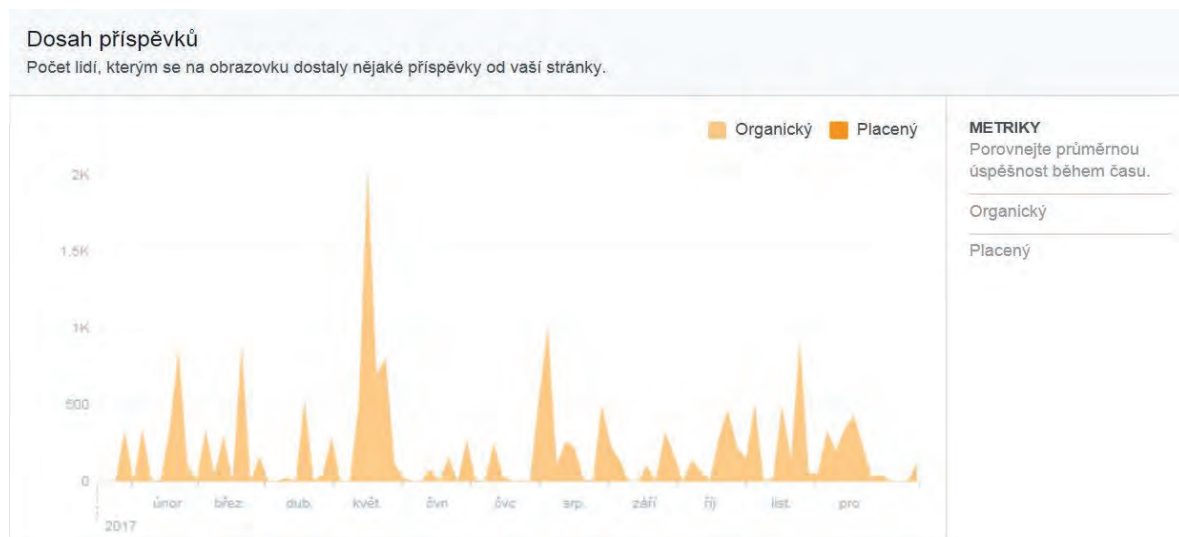 Dosah příspěvků
Počet lidí, kterým se na obrazovku dostaly nějaké příspěvky od vaší stránky.
Organický Placený
METRIKY
Porovnejte průměrnou
úspěšnost během času.
Organický
Placený
2K
1.5K
1K
500
0
únor břez. dub. květ. čvn čvc srp. září říj list. pro
2017